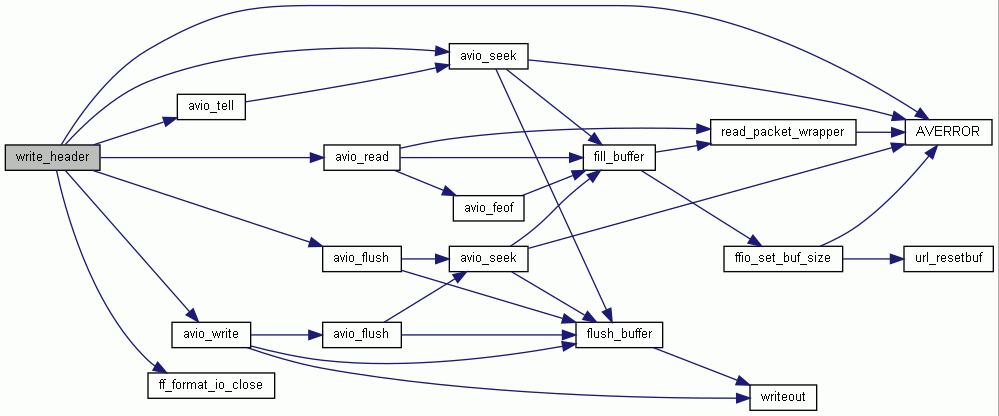 avio_seek
avio_tell
read_packet_wrapper
AVERROR
write_header
avio_read
fill_buffer
avio_feof
avio_flush
avio_seek
ffio_set_buf_size
url_resetbuf
avio_write
avio_flush
flush_buffer
ff_format_io_close
writeout